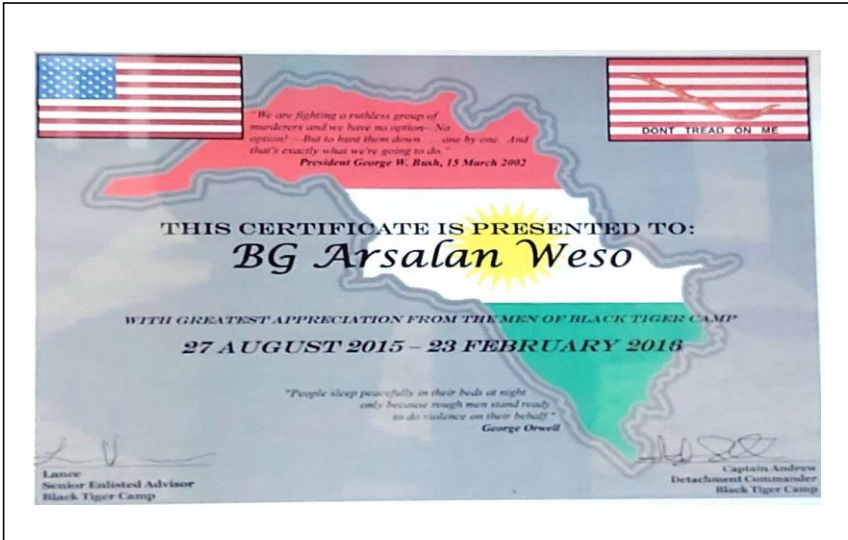 "We are fighting a ruthless group of
murderers and we have no option—No
option! —But to hunt them down one by one. And
that's exactly what we're going to do."
President George W. Bush, 15 March 2002
DONT TREAD ON ME
THIS CERTIFICATE IS PRESENTED TO:
BG Arsalan Weso
WITH GREATEST APPRECIATION FROM THE MEN OF BLACK TIGER CAMP
27 AUGUST 2015 – 23 FEBRUARY 2016
"People sleep peacefully in their beds at night
only because rough men stand ready
to do violence on their behalf."
George Orwell
Lance
Senior Enlisted Advisor
Black Tiger Camp
Captain Andrew
Detachment Commander
Black Tiger Camp